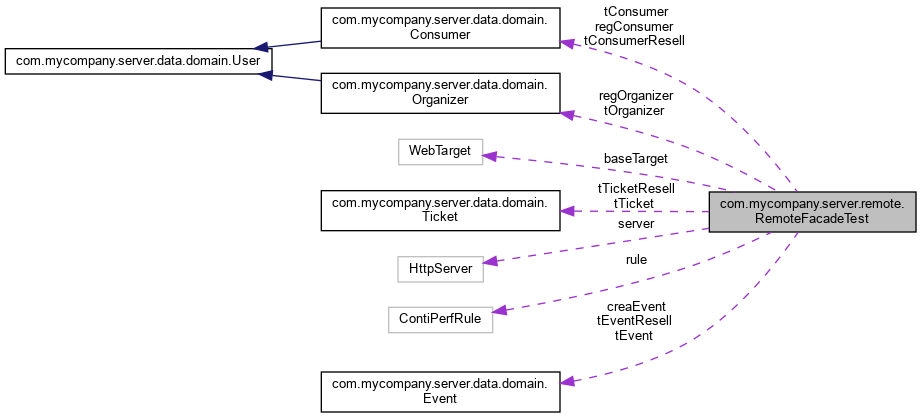 com.mycompany.server.data.domain.
Consumer
com.mycompany.server.data.domain.User
com.mycompany.server.data.domain.
Organizer
WebTarget
com.mycompany.server.data.domain.
Ticket
HttpServer
ContiPerfRule
com.mycompany.server.data.domain.
Event
tConsumer
regConsumer
tConsumerResell
regOrganizer
tOrganizer
baseTarget
tTicketResell
tTicket
server
rule
creaEvent
tEventResell
tEvent
com.mycompany.server.remote.
RemoteFacadeTest